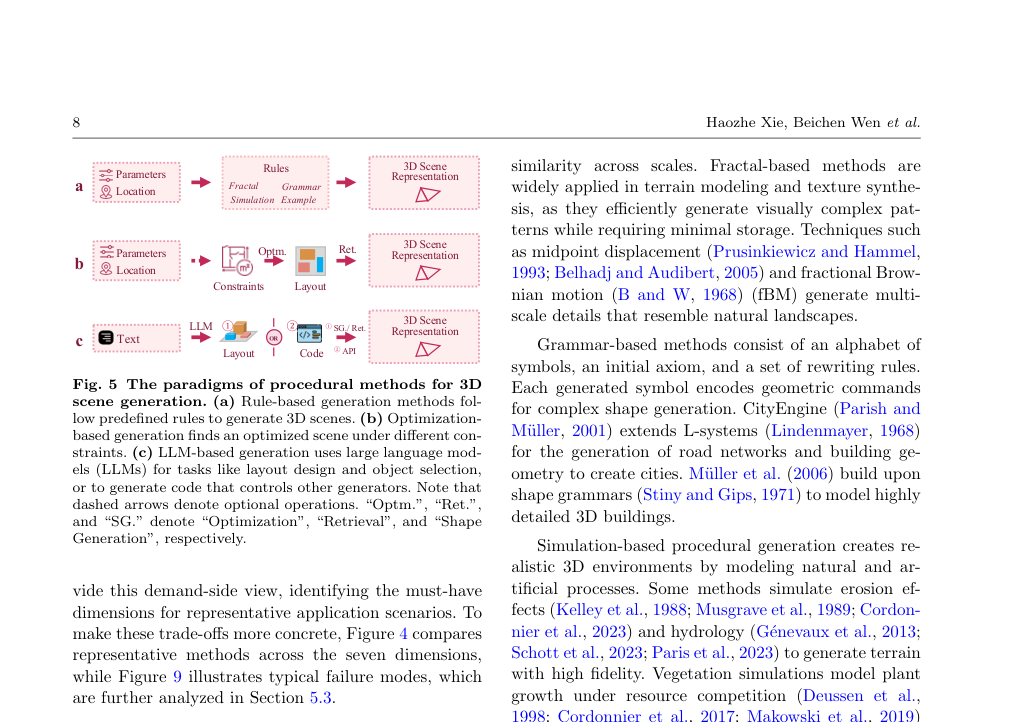 8
Haozhe Xie, Beichen Wen et al.
a
Parameters
Location
Rules
Fractal Grammar
Simulation Example
3D Scene
Representation
b
Parameters
Location
Optm.
m²
Constraints
Layout
Ret.
3D Scene
Representation
c
Text
LLM
①
Layout
OR
②
Code
① SG./ Ret.
② API
3D Scene
Representation
Fig. 5 The paradigms of procedural methods for 3D
scene generation. (a) Rule-based generation methods fol-
low predefined rules to generate 3D scenes. (b) Optimization-
based generation finds an optimized scene under different con-
straints. (c) LLM-based generation uses large language mod-
els (LLMs) for tasks like layout design and object selection,
or to generate code that controls other generators. Note that
dashed arrows denote optional operations. “Optm.”, “Ret.”,
and “SG.” denote “Optimization”, “Retrieval”, and “Shape
Generation”, respectively.
vide this demand-side view, identifying the must-have
dimensions for representative application scenarios. To
make these trade-offs more concrete, Figure 4 compares
representative methods across the seven dimensions,
while Figure 9 illustrates typical failure modes, which
are further analyzed in Section 5.3.
similarity across scales. Fractal-based methods are
widely applied in terrain modeling and texture synthe-
sis, as they efficiently generate visually complex pat-
terns while requiring minimal storage. Techniques such
as midpoint displacement (Prusinkiewicz and Hammel,
1993; Belhadj and Audibert, 2005) and fractional Brow-
nian motion (B and W, 1968) (fBM) generate multi-
scale details that resemble natural landscapes.
Grammar-based methods consist of an alphabet of
symbols, an initial axiom, and a set of rewriting rules.
Each generated symbol encodes geometric commands
for complex shape generation. CityEngine (Parish and
Müller, 2001) extends L-systems (Lindenmayer, 1968)
for the generation of road networks and building ge-
ometry to create cities. Müller et al. (2006) build upon
shape grammars (Stiny and Gips, 1971) to model highly
detailed 3D buildings.
Simulation-based procedural generation creates re-
alistic 3D environments by modeling natural and ar-
tificial processes. Some methods simulate erosion ef-
fects (Kelley et al., 1988; Musgrave et al., 1989; Cordon-
nier et al., 2023) and hydrology (Génevaux et al., 2013;
Schott et al., 2023; Paris et al., 2023) to generate terrain
with high fidelity. Vegetation simulations model plant
growth under resource competition (Deussen et al.,
1998; Cordonnier et al., 2017; Makowski et al., 2019)